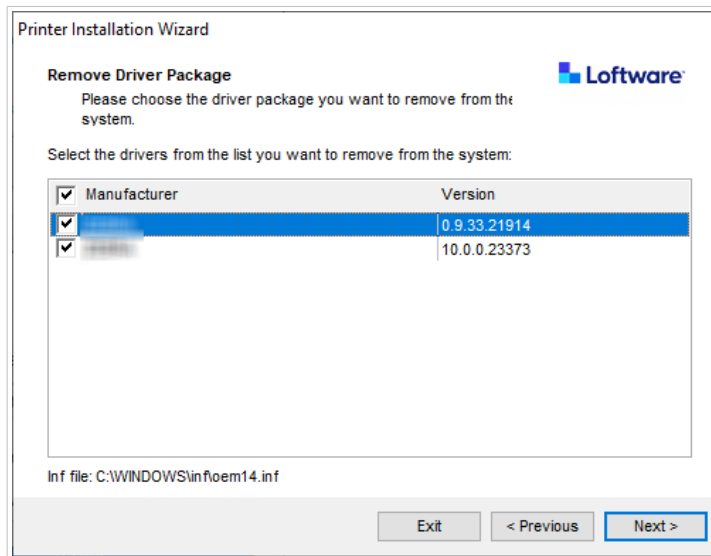 Printer Installation Wizard
Remove Driver Package
Loftware
Please choose the driver package you want to remove from the
system.
Select the drivers from the list you want to remove from the system:
Manufacturer Version
0.9.33.21914
10.0.0.23373
Inf file: C:\WINDOWS\inf\oem14.inf
Exit < Previous Next >